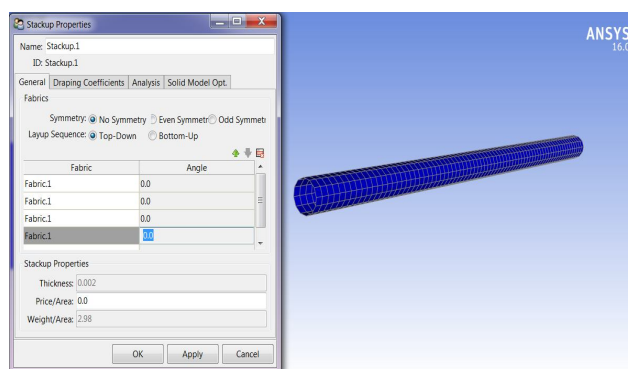 Stackup Properties
Name: Stackup.1
ID: Stackup.1
General Draping Coefficients Analysis Solid Model Opt.
Fabrics
Symmetry: No Symmetry Even Symmetr Odd Symmetr
Layup Sequence: Top-Down Bottom-Up
Fabric Angle
Fabric.1 0.0
Fabric.1 0.0
Fabric.1 0.0
Fabric.1 0.0
Stackup Properties
Thickness: 0.002
Price/Area: 0.0
Weight/Area: 2.98
OK Apply Cancel
ANSYS
16.0